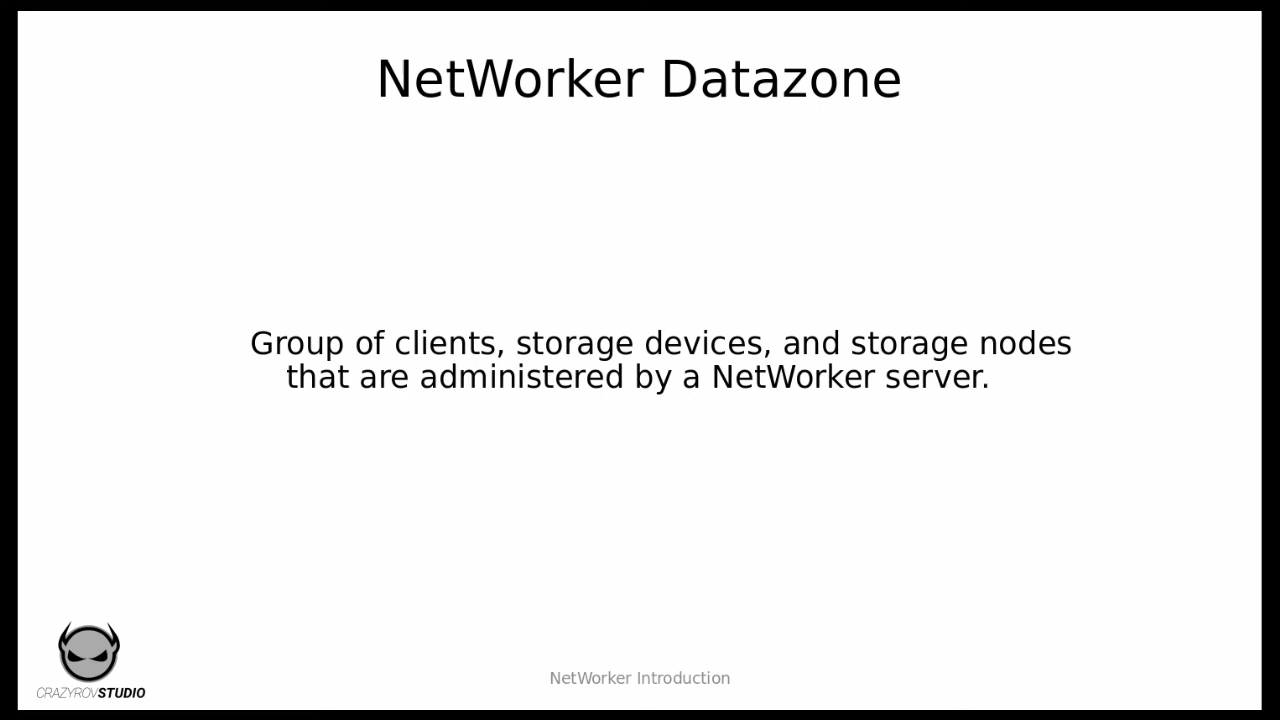 NetWorker Datazone
Group of clients, storage devices, and storage nodes
that are administered by a NetWorker server.
NetWorker Introduction
CRAZYROVSTUDIO